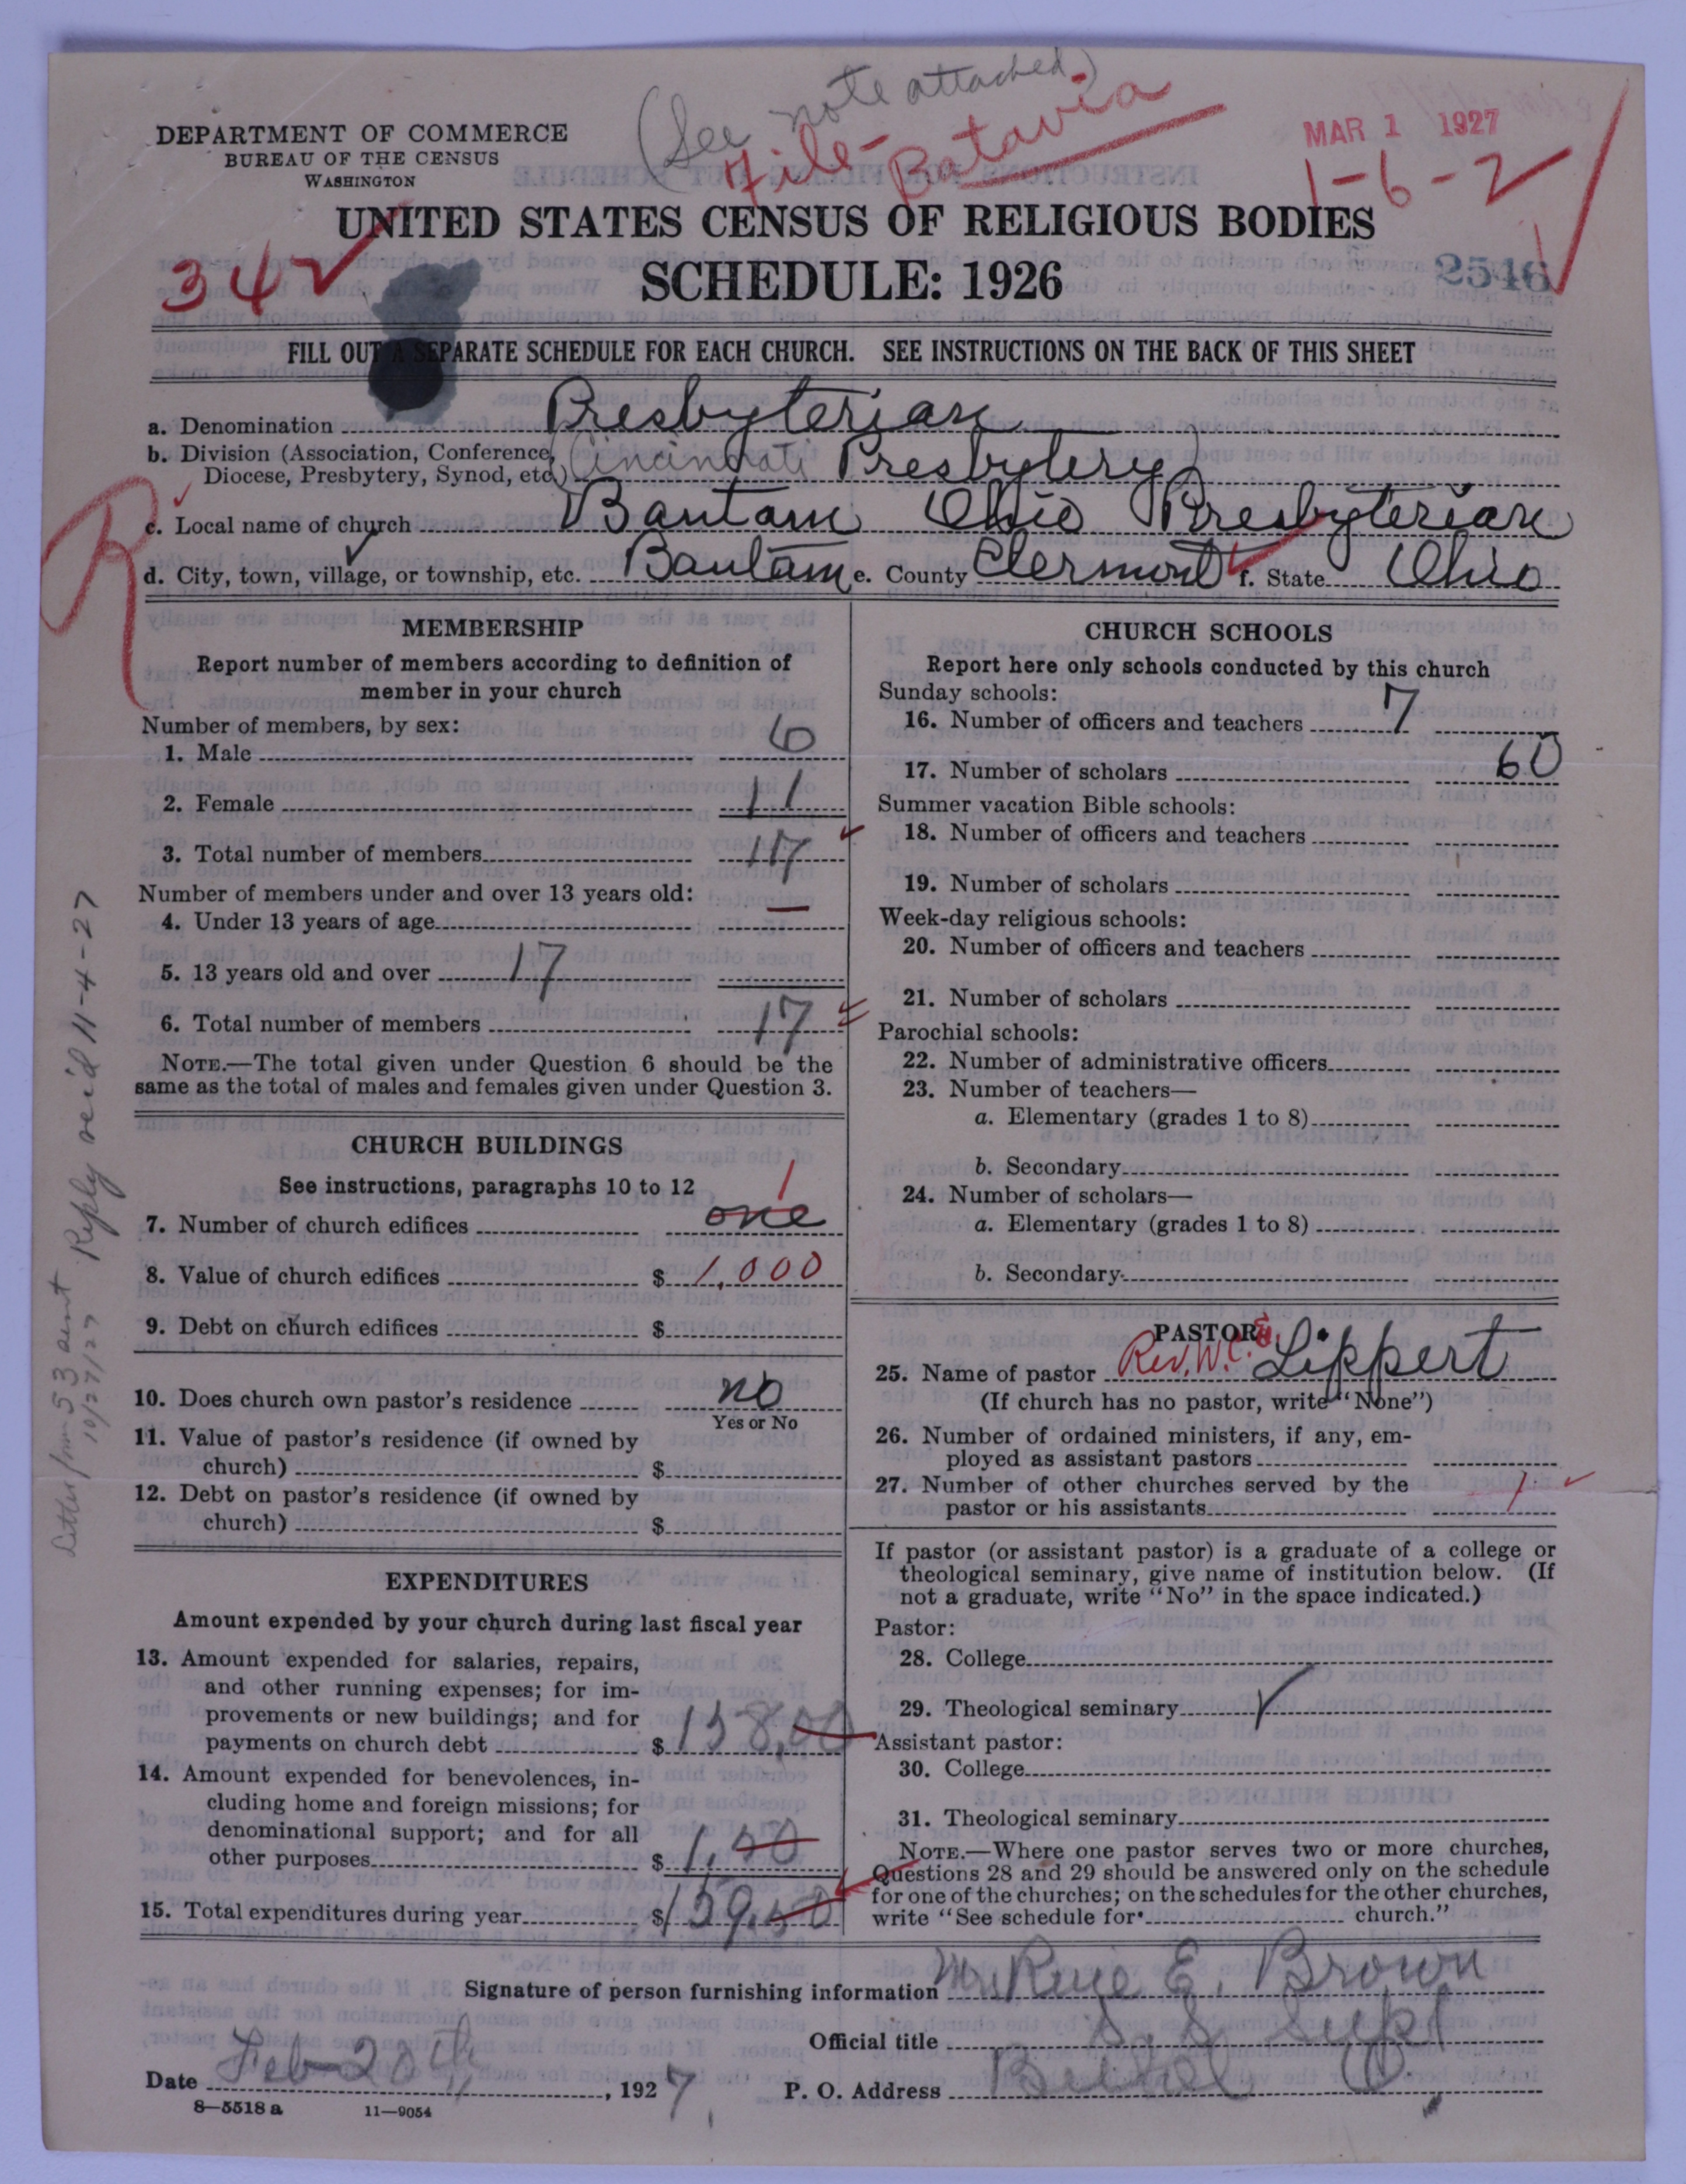 (See note attached)
File - Batavia
MAR 1 1927
1-6-2
DEPARTMENT OF COMMERCE
BUREAU OF THE CENSUS
WASHINGTON
UNITED STATES CENSUS OF RELIGIOUS BODIES
SCHEDULE: 1926
34
2546
FILL OUT A SEPARATE SCHEDULE FOR EACH CHURCH. SEE INSTRUCTIONS ON THE BACK OF THIS SHEET
a. Denomination Presbyterian
b. Division (Association, Conference,
Diocese, Presbytery, Synod, etc.) Cincinnati Presbytery
R
c. Local name of church Bantam Ohio Presbyterian
d. City, town, village, or township, etc. Bantam e. County Clermont f. State Ohio
MEMBERSHIP
Report number of members according to definition of
member in your church
Number of members, by sex:
1. Male 6
2. Female 11
3. Total number of members 17
Number of members under and over 13 years old:
4. Under 13 years of age —
5. 13 years old and over 17
6. Total number of members 17
NOTE.—The total given under Question 6 should be the
same as the total of males and females given under Question 3.
CHURCH BUILDINGS
See instructions, paragraphs 10 to 12
1
7. Number of church edifices one
8. Value of church edifices $ 1,000
9. Debt on church edifices $
10. Does church own pastor's residence no
Yes or No
11. Value of pastor's residence (if owned by
church) $
12. Debt on pastor's residence (if owned by
church) $
EXPENDITURES
Amount expended by your church during last fiscal year
13. Amount expended for salaries, repairs,
and other running expenses; for im-
provements or new buildings; and for
payments on church debt $ 158,00
14. Amount expended for benevolences, in-
cluding home and foreign missions; for
denominational support; and for all
other purposes $ 1,50
15. Total expenditures during year $ 159,50
CHURCH SCHOOLS
Report here only schools conducted by this church
Sunday schools:
16. Number of officers and teachers 7
17. Number of scholars 60
Summer vacation Bible schools:
18. Number of officers and teachers
19. Number of scholars
Week-day religious schools:
20. Number of officers and teachers
21. Number of scholars
Parochial schools:
22. Number of administrative officers
23. Number of teachers—
a. Elementary (grades 1 to 8)
b. Secondary
24. Number of scholars—
a. Elementary (grades 1 to 8)
b. Secondary
PASTOR
25. Name of pastor Rev. W. C. Lippert
(If church has no pastor, write "None")
26. Number of ordained ministers, if any, em-
ployed as assistant pastors
27. Number of other churches served by the
pastor or his assistants 1
If pastor (or assistant pastor) is a graduate of a college or
theological seminary, give name of institution below. (If
not a graduate, write "No" in the space indicated.)
Pastor:
28. College
29. Theological seminary
Assistant pastor:
30. College
31. Theological seminary
NOTE.—Where one pastor serves two or more churches,
Questions 28 and 29 should be answered only on the schedule
for one of the churches; on the schedules for the other churches,
write "See schedule for church."
Signature of person furnishing information Mrs E. Brown
Official title S. S. Supt
Date Feb 20th, 1927
P. O. Address Bethel O
8—5518 a 11—9054
Letter form 53 sent Reply rec'd 11-4-27
10/27/27